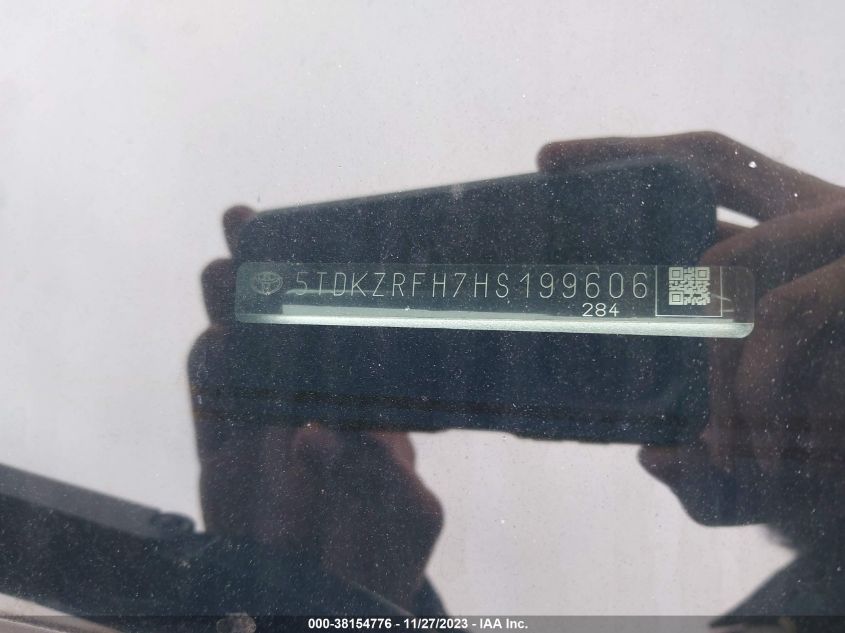 5TDKZRFH7HS199606
284
000-38154776 - 11/27/2023 - IAA Inc.